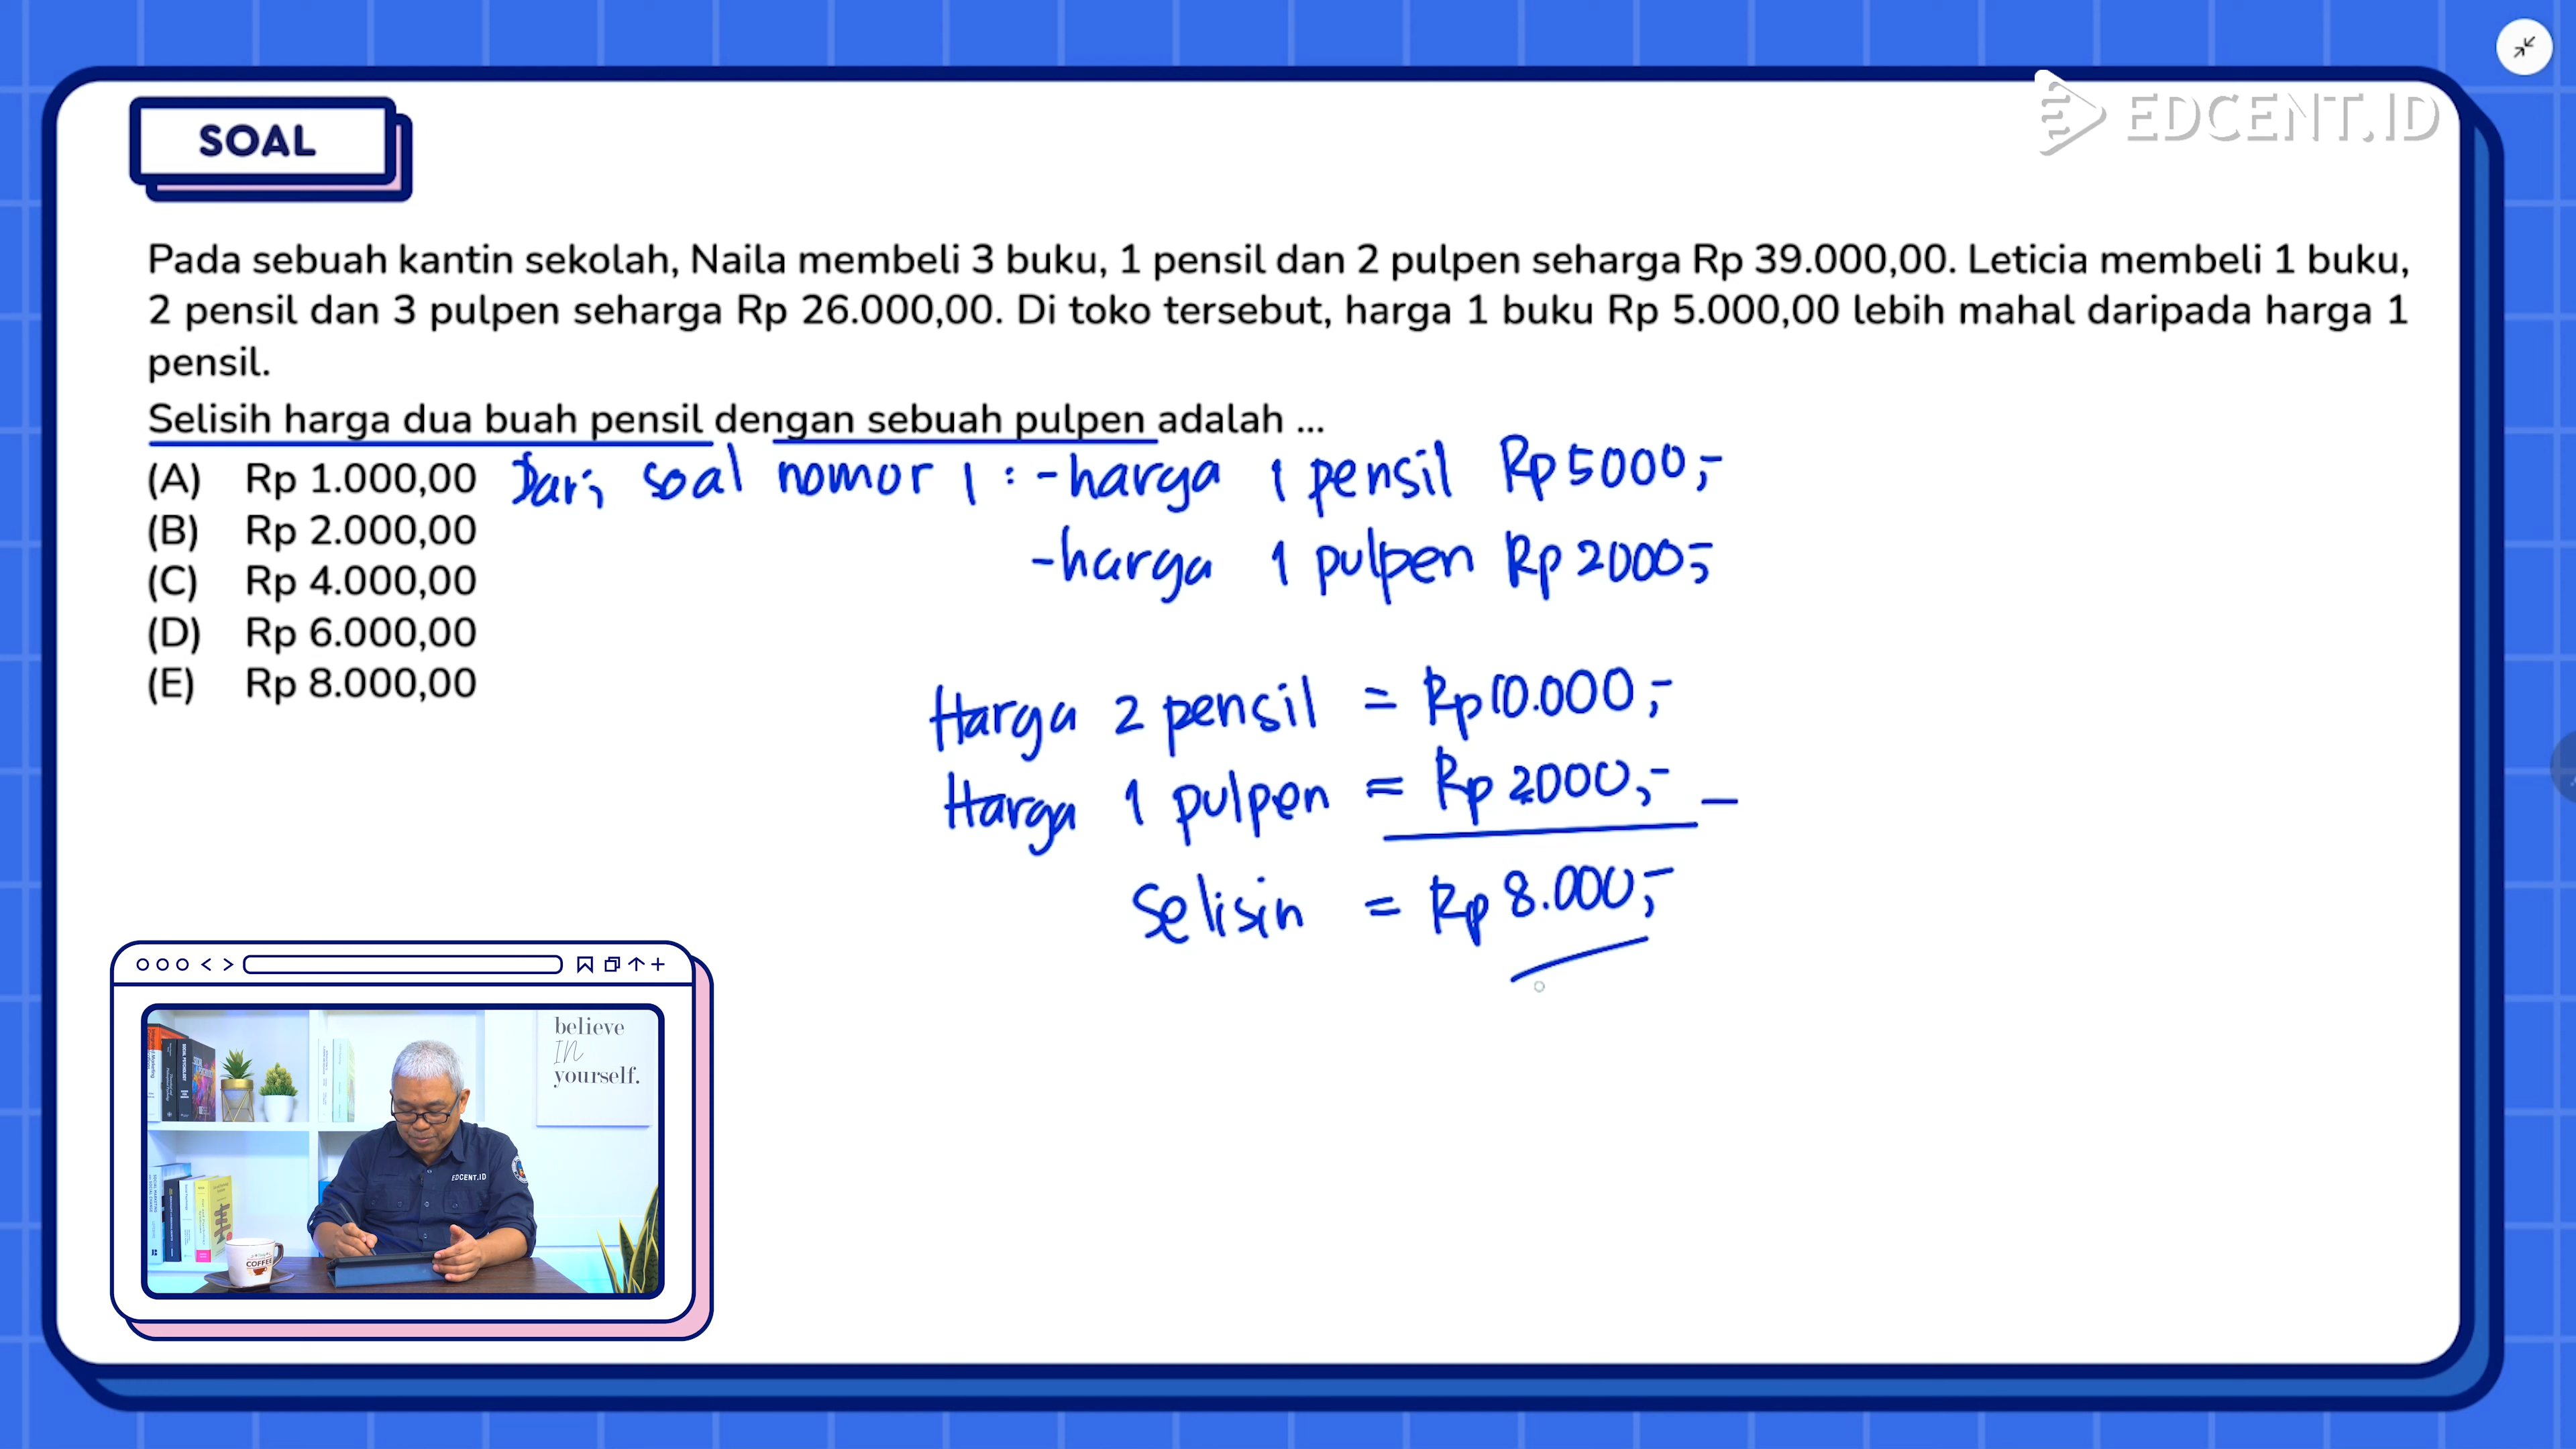 EDCENT.ID
SOAL
Pada sebuah kantin sekolah, Naila membeli 3 buku, 1 pensil dan 2 pulpen seharga Rp 39.000,00. Leticia membeli 1 buku,
2 pensil dan 3 pulpen seharga Rp 26.000,00. Di toko tersebut, harga 1 buku Rp 5.000,00 lebih mahal daripada harga 1
pensil.
Selisih harga dua buah pensil dengan sebuah pulpen adalah ...
(A) Rp 1.000,00
(B) Rp 2.000,00
(C) Rp 4.000,00
(D) Rp 6.000,00
(E) Rp 8.000,00
Dari soal nomor 1 : - harga 1 pensil Rp 5000,-
- harga 1 pulpen Rp 2000,-
Harga 2 pensil = Rp 10.000,-
Harga 1 pulpen = Rp 2000,- −
Selisih = Rp 8.000,-
believe
IN
yourself.
EDCENT.ID
COFFEE